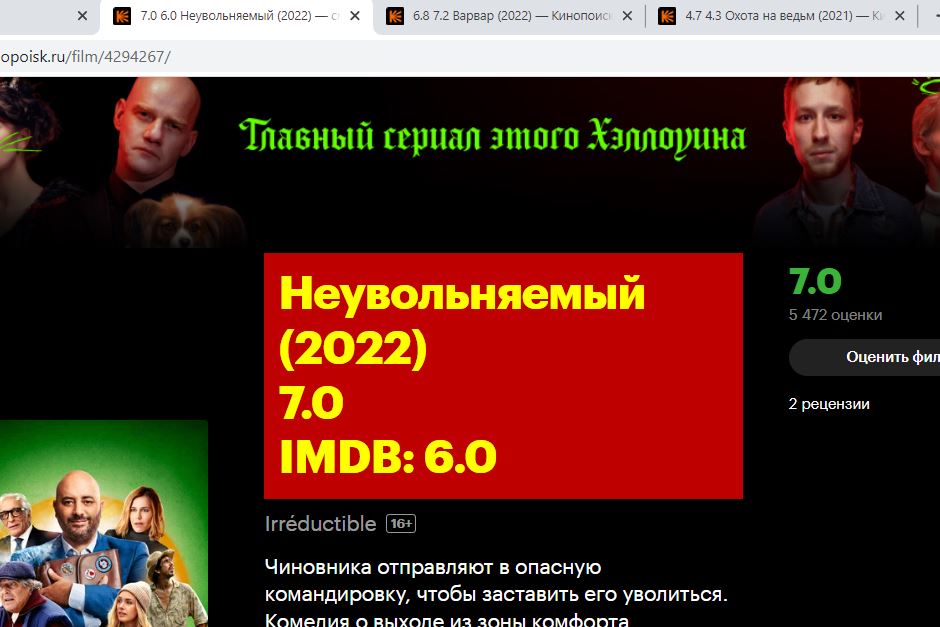 7.0 6.0 Неувольняемый (2022) — с
6.8 7.2 Варвар (2022) — Кинопоис
4.7 4.3 Охота на ведьм (2021) — Ки
opoisk.ru/film/4294267/
Главный сериал этого Хэллоуина
Неувольняемый
(2022)
7.0
IMDB: 6.0
7.0
5 472 оценки
Оценить фил
2 рецензии
Irréductible 16+
Чиновника отправляют в опасную
командировку, чтобы заставить его уволиться.
Комедия о выходе из зоны комфорта